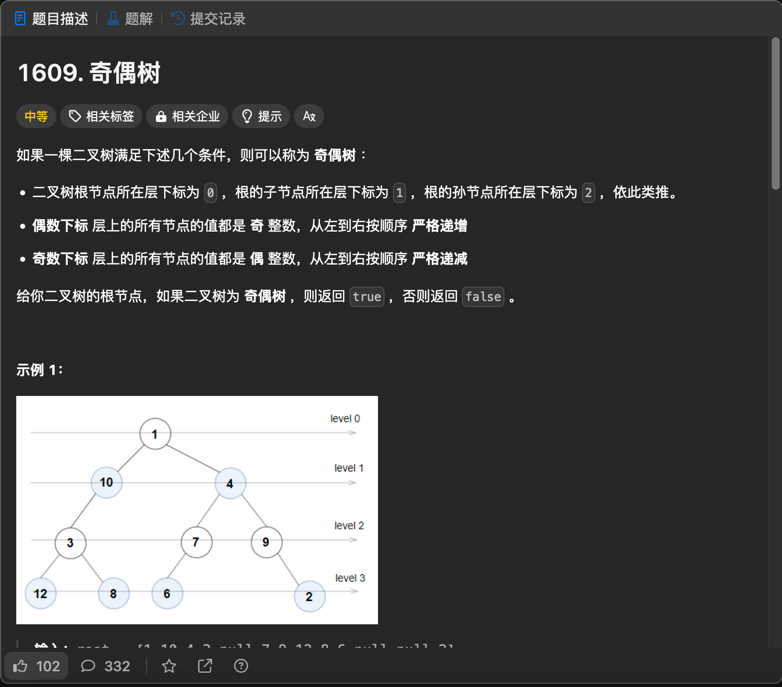 题目描述 题解 提交记录
1609. 奇偶树
中等 相关标签 相关企业 提示 Ax
如果一棵二叉树满足下述几个条件，则可以称为 奇偶树 ：
• 二叉树根节点所在层下标为 0 ，根的子节点所在层下标为 1 ，根的孙节点所在层下标为 2 ，依此类推。
• 偶数下标 层上的所有节点的值都是 奇 整数，从左到右按顺序 严格递增
• 奇数下标 层上的所有节点的值都是 偶 整数，从左到右按顺序 严格递减
给你二叉树的根节点，如果二叉树为 奇偶树 ，则返回 true ，否则返回 false 。
示例 1：
level 0
1
level 1
10 4
level 2
3 7 9
level 3
12 8 6 2
102 332